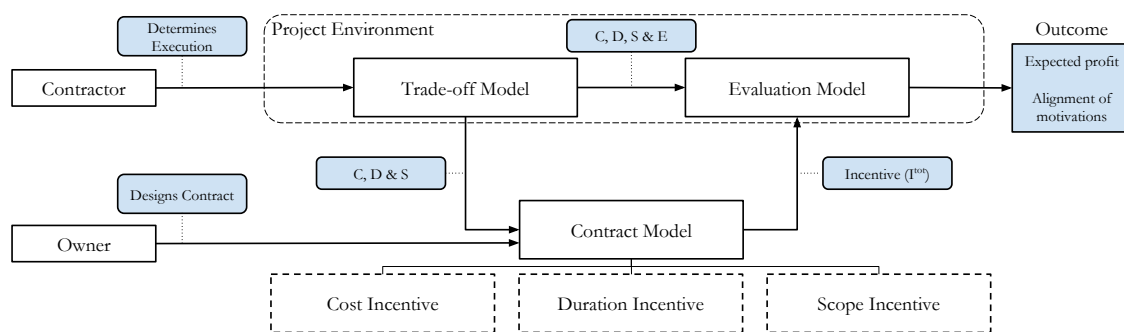 Determines
Execution
Project Environment
C, D, S & E
Outcome
Contractor
Trade-off Model
Evaluation Model
Expected profit
Alignment of
motivations
C, D & S
Incentive (Iᵗᵒᵗ)
Designs Contract
Owner
Contract Model
Cost Incentive
Duration Incentive
Scope Incentive